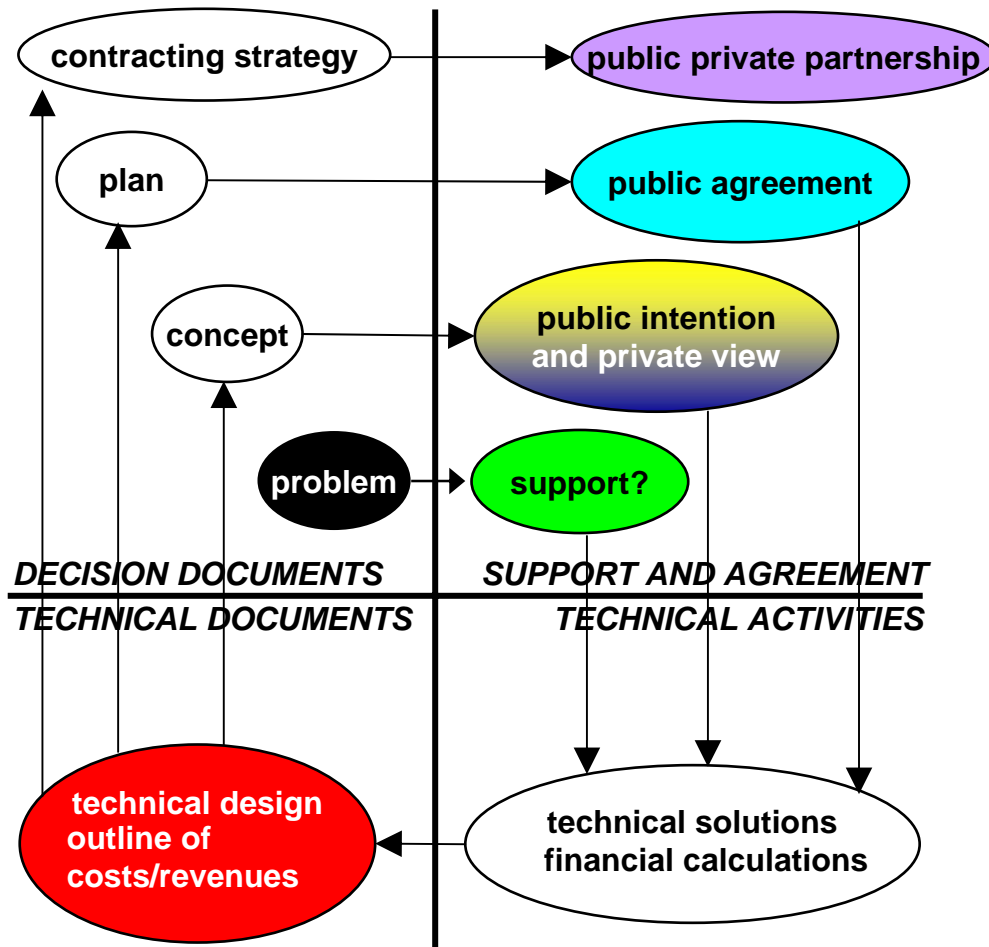 contracting strategy
public private partnership
plan
public agreement
concept
public intention
and private view
problem
support?
DECISION DOCUMENTS
SUPPORT AND AGREEMENT
TECHNICAL DOCUMENTS
TECHNICAL ACTIVITIES
technical design
outline of
costs/revenues
technical solutions
financial calculations